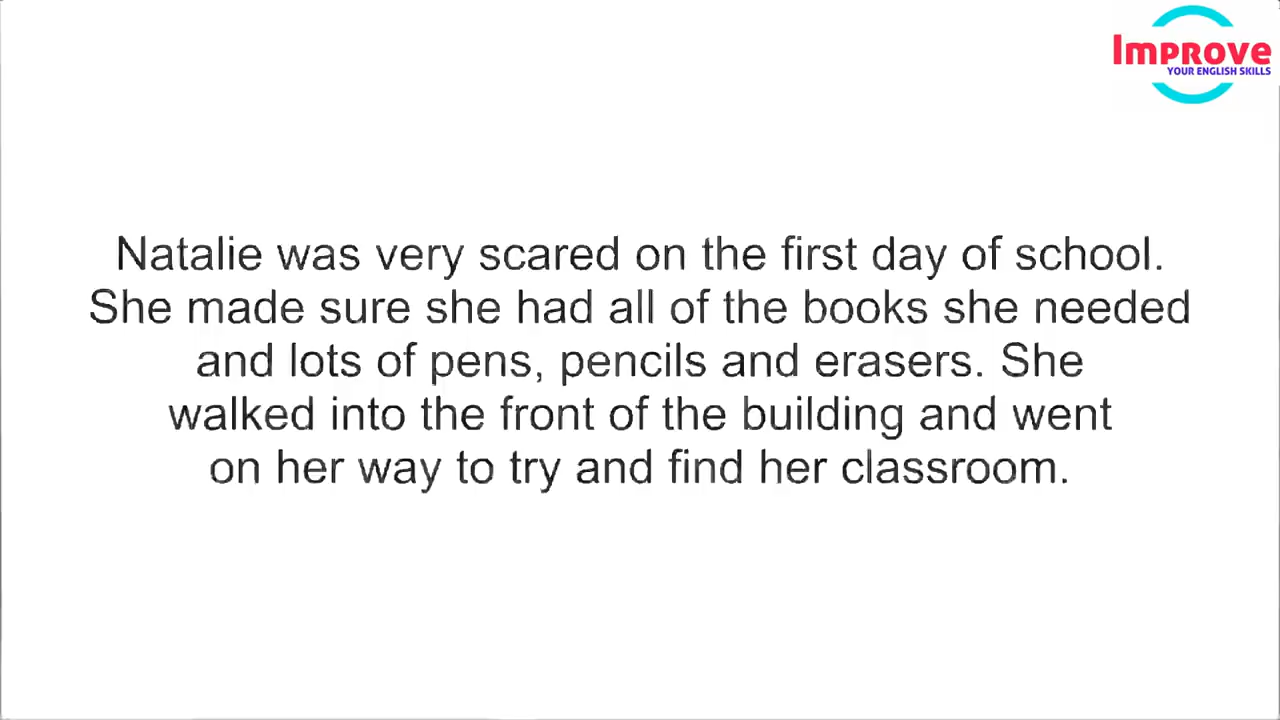 Improve
YOUR ENGLISH SKILLS
Natalie was very scared on the first day of school.
She made sure she had all of the books she needed
and lots of pens, pencils and erasers. She
walked into the front of the building and went
on her way to try and find her classroom.